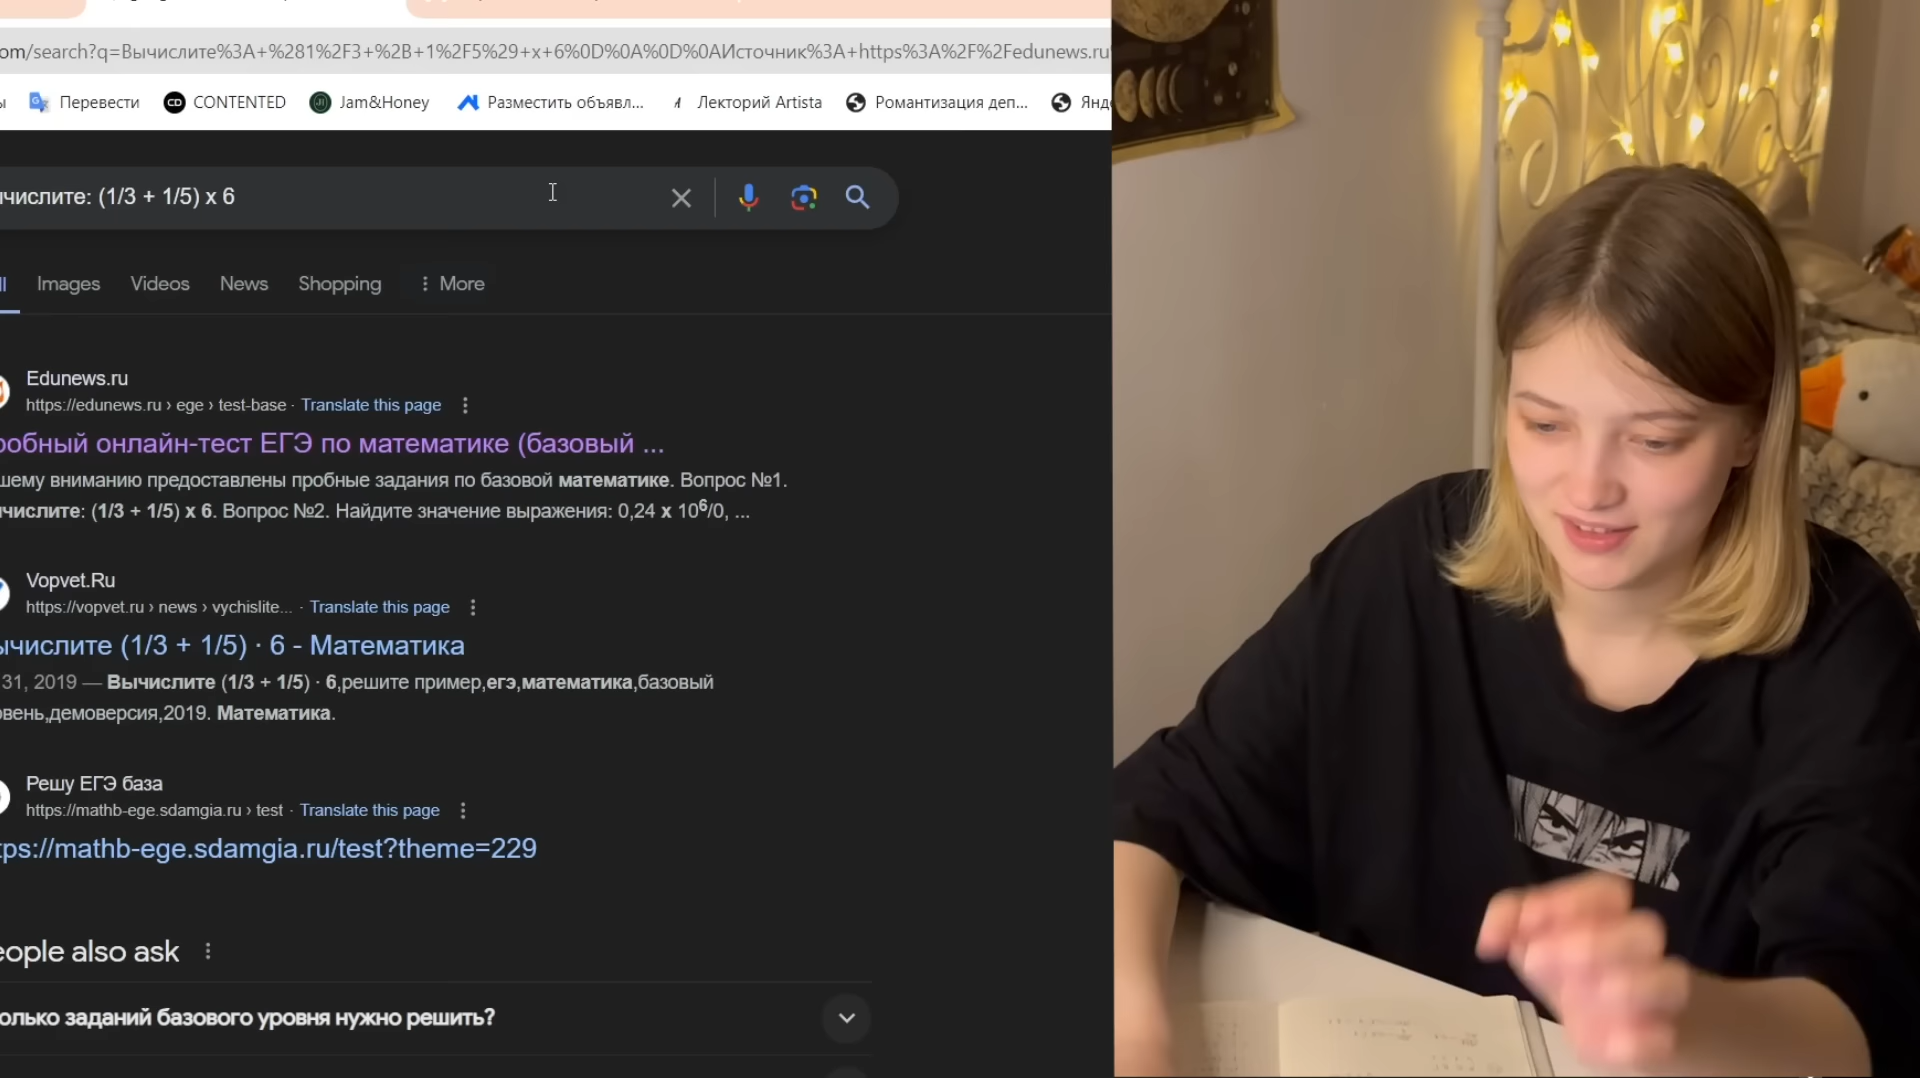 om/search?q=Вычислите%3A+%281%2F3+%2B+1%2F5%29+x+6%0D%0A%0D%0AИсточник%3A+https%3A%2F%2Fedunews.ru
ы Перевести CONTENTED Jam&Honey Разместить объявл... Лекторий Artista Романтизация деп... Янд
числите: (1/3 + 1/5) x 6
ll Images Videos News Shopping More
Edunews.ru
https://edunews.ru › ege › test-base · Translate this page
робный онлайн-тест ЕГЭ по математике (базовый ...
шему вниманию предоставлены пробные задания по базовой математике. Вопрос №1.
числите: (1/3 + 1/5) x 6. Вопрос №2. Найдите значение выражения: 0,24 x 10⁶/0, ...
Vopvet.Ru
https://vopvet.ru › news › vychislite... · Translate this page
ычислите (1/3 + 1/5) · 6 - Математика
31, 2019 — Вычислите (1/3 + 1/5) · 6,решите пример,егэ,математика,базовый
овень,демоверсия,2019. Математика.
Решу ЕГЭ база
https://mathb-ege.sdamgia.ru › test · Translate this page
tps://mathb-ege.sdamgia.ru/test?theme=229
eople also ask
олько заданий базового уровня нужно решить?